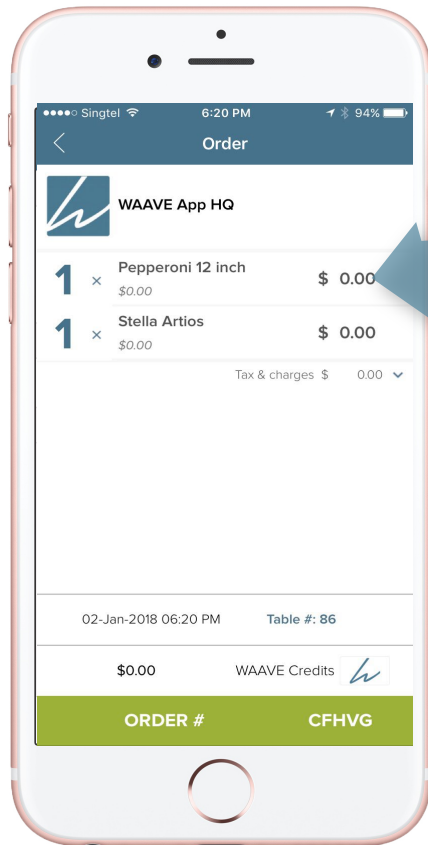 Singtel 6:20 PM 94%
Order
WAAVE App HQ
1 × Pepperoni 12 inch $ 0.00
$0.00
1 × Stella Artios $ 0.00
$0.00
Tax & charges $ 0.00
02-Jan-2018 06:20 PM Table #: 86
$0.00 WAAVE Credits
ORDER # CFHVG